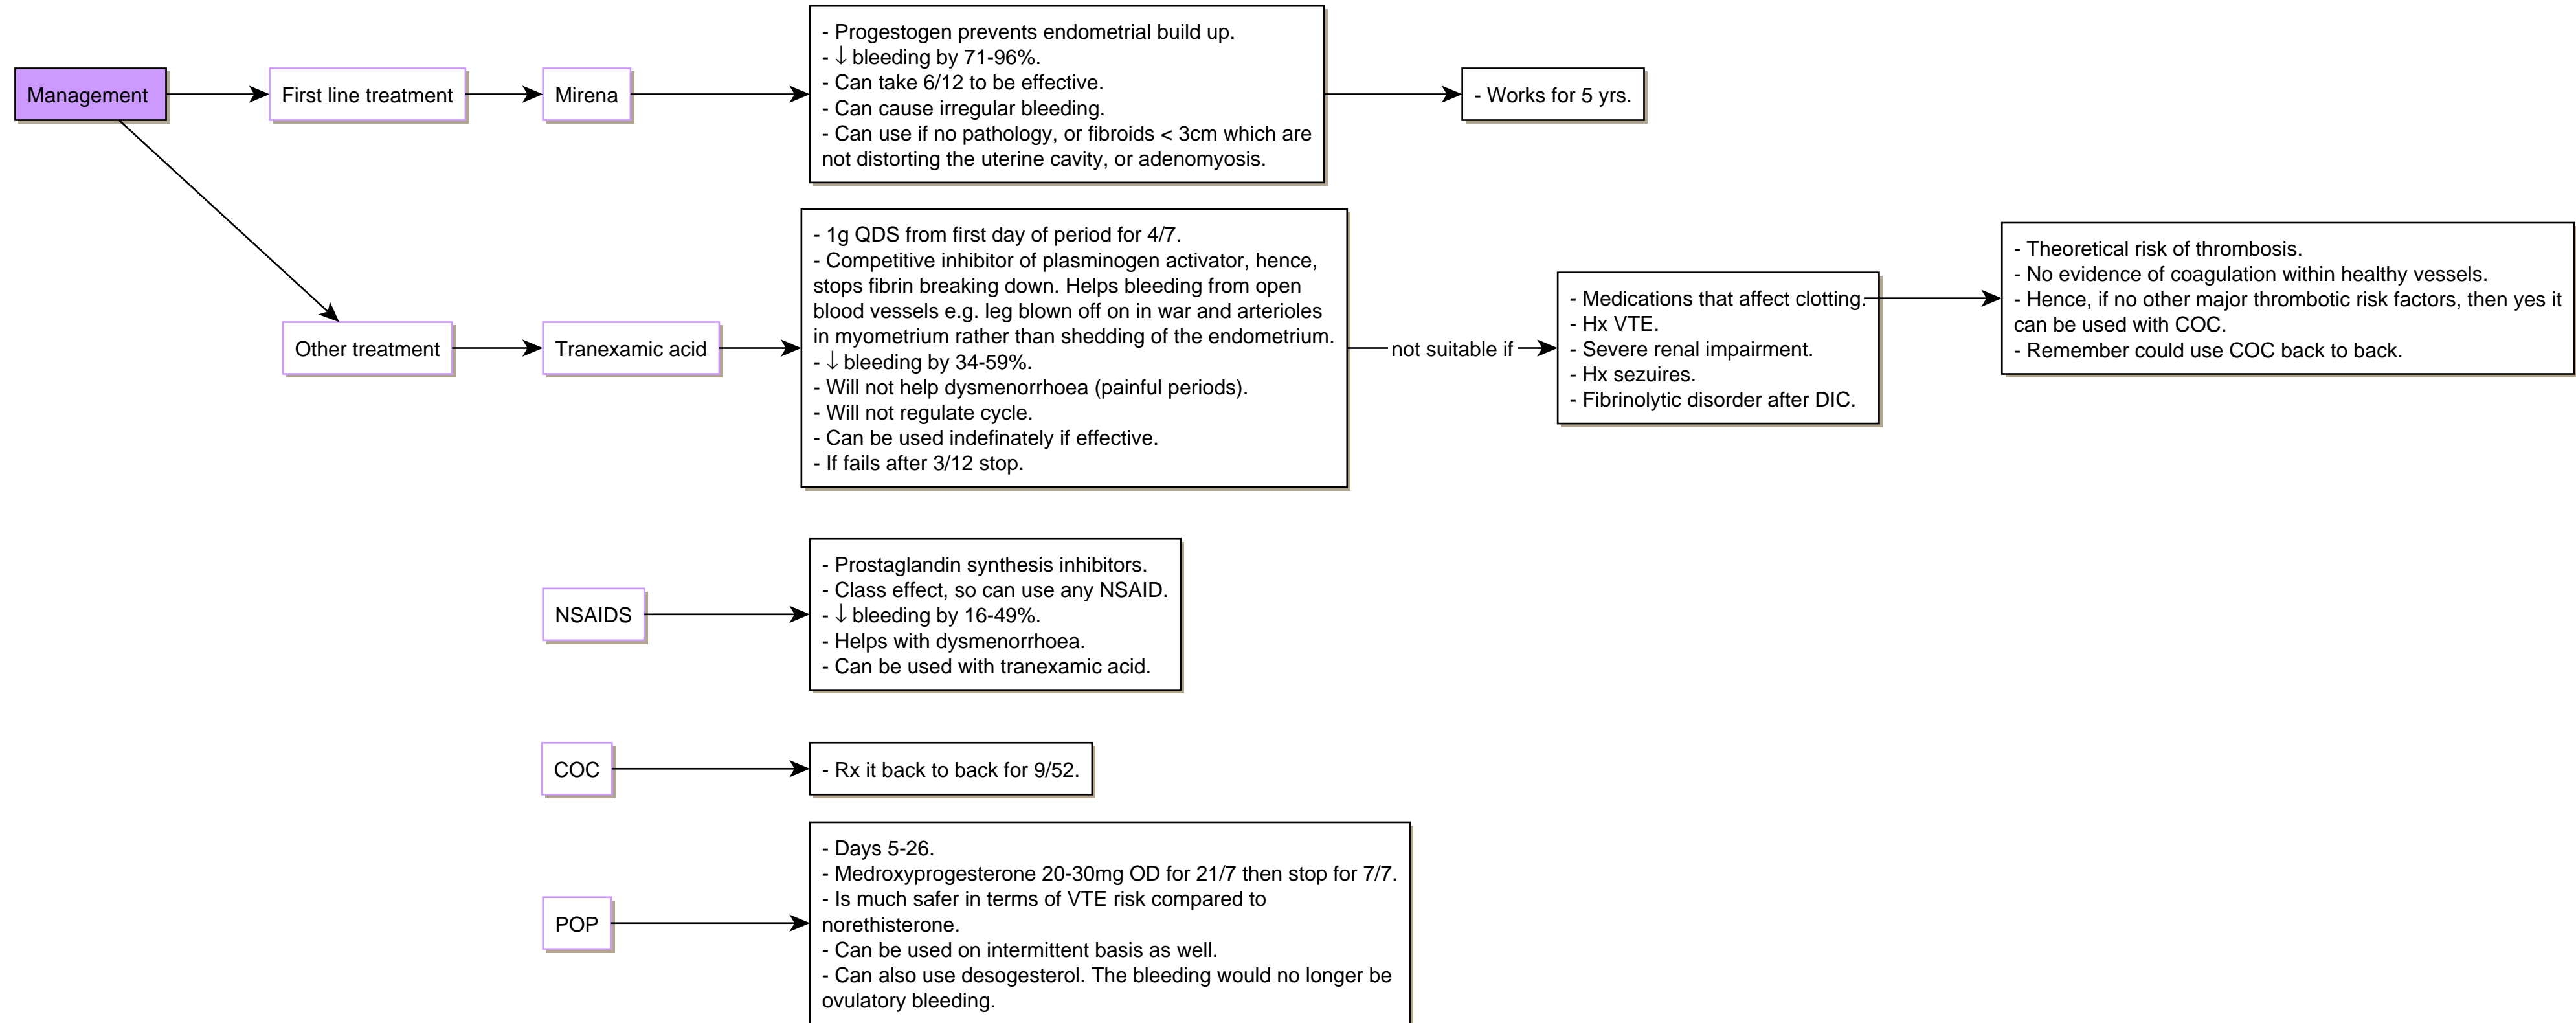 Management
First line treatment
Mirena
- Progestogen prevents endometrial build up.
- ↓ bleeding by 71-96%.
- Can take 6/12 to be effective.
- Can cause irregular bleeding.
- Can use if no pathology, or fibroids < 3cm which are
not distorting the uterine cavity, or adenomyosis.
- Works for 5 yrs.
Other treatment
Tranexamic acid
- 1g QDS from first day of period for 4/7.
- Competitive inhibitor of plasminogen activator, hence,
stops fibrin breaking down. Helps bleeding from open
blood vessels e.g. leg blown off on in war and arterioles
in myometrium rather than shedding of the endometrium.
- ↓ bleeding by 34-59%.
- Will not help dysmenorrhoea (painful periods).
- Will not regulate cycle.
- Can be used indefinately if effective.
- If fails after 3/12 stop.
not suitable if
- Medications that affect clotting.
- Hx VTE.
- Severe renal impairment.
- Hx sezuires.
- Fibrinolytic disorder after DIC.
- Theoretical risk of thrombosis.
- No evidence of coagulation within healthy vessels.
- Hence, if no other major thrombotic risk factors, then yes it
can be used with COC.
- Remember could use COC back to back.
NSAIDS
- Prostaglandin synthesis inhibitors.
- Class effect, so can use any NSAID.
- ↓ bleeding by 16-49%.
- Helps with dysmenorrhoea.
- Can be used with tranexamic acid.
COC
- Rx it back to back for 9/52.
POP
- Days 5-26.
- Medroxyprogesterone 20-30mg OD for 21/7 then stop for 7/7.
- Is much safer in terms of VTE risk compared to
norethisterone.
- Can be used on intermittent basis as well.
- Can also use desogesterol. The bleeding would no longer be
ovulatory bleeding.